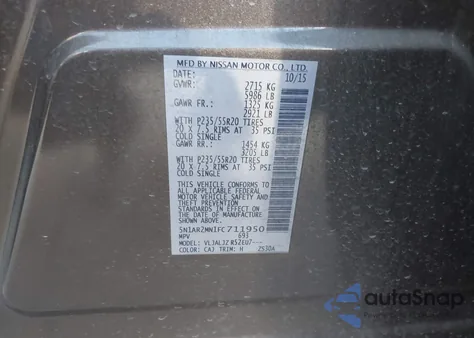 MFD BY NISSAN MOTOR CO., LTD.
DATE: 10/15
GVWR: 2715 KG
5986 LB
GAWR FR.: 1325 KG
2921 LB
WITH P235/55R20 TIRES
20 X 7.5 RIMS AT 35 PSI
COLD SINGLE
GAWR RR.: 1454 KG
3205 LB
WITH P235/55R20 TIRES
20 X 7.5 RIMS AT 35 PSI
COLD SINGLE
THIS VEHICLE CONFORMS TO
ALL APPLICABLE FEDERAL
MOTOR VEHICLE SAFETY
STANDARDS IN EFFECT ON
THE DATE OF MANUFACTURE
SHOWN ABOVE
711950
MPV 693
MODEL:
COLOR: CAJ TRIM: H
autoSnap